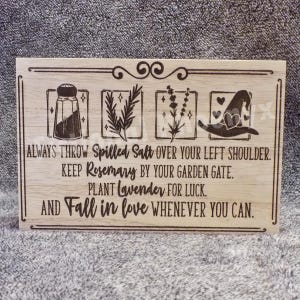 ALWAYS THROW Spilled Salt OVER YOUR LEFT SHOULDER.
KEEP Rosemary BY YOUR GARDEN GATE.
PLANT Lavender FOR LUCK.
AND Fall in love WHENEVER YOU CAN.